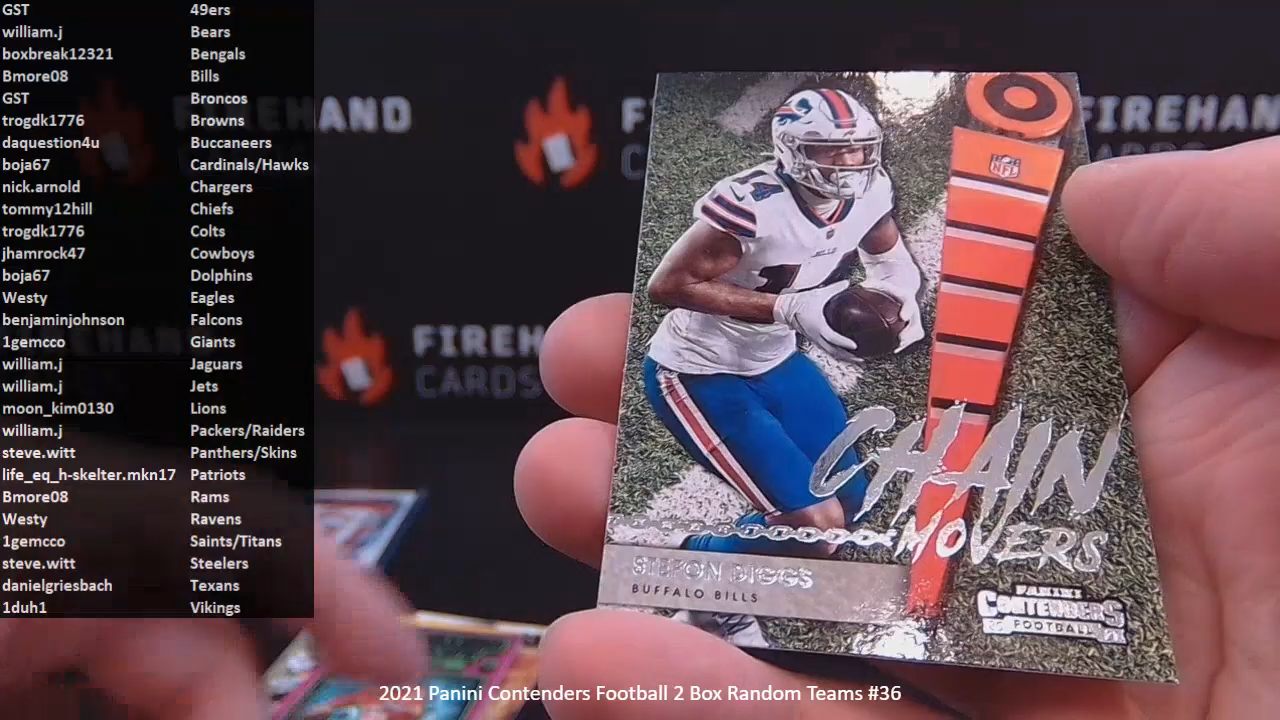 GST 49ers
william.j Bears
boxbreak12321 Bengals
Bmore08 Bills
GST Broncos
trogdk1776 Browns
daquestion4u Buccaneers
boja67 Cardinals/Hawks
nick.arnold Chargers
tommy12hill Chiefs
trogdk1776 Colts
jhamrock47 Cowboys
boja67 Dolphins
Westy Eagles
benjaminjohnson Falcons
1gemcco Giants
william.j Jaguars
william.j Jets
moon_kim0130 Lions
william.j Packers/Raiders
steve.witt Panthers/Skins
life_eq_h-skelter.mkn17 Patriots
Bmore08 Rams
Westy Ravens
1gemcco Saints/Titans
steve.witt Steelers
danielgriesbach Texans
1duh1 Vikings
FIREHAND
FIREHAN
FIREH
CARDS
NFL
14
CHAIN
MOVERS
STEFON DIGGS
BUFFALO BILLS
PANINI
CONTENDERS
FOOTBALL
2021 Panini Contenders Football 2 Box Random Teams #36